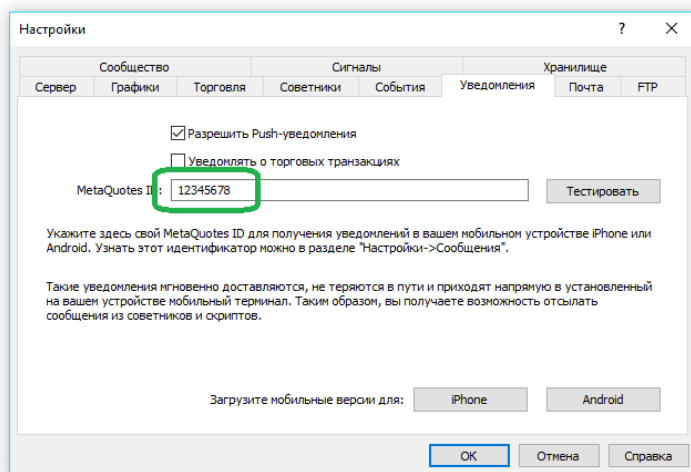 Настройки
?
Сообщество Сигналы Хранилище
Сервер Графики Торговля Советники События Уведомления Почта FTP
Разрешить Push-уведомления
Уведомлять о торговых транзакциях
MetaQuotes ID: 12345678 Тестировать
Укажите здесь свой MetaQuotes ID для получения уведомлений в вашем мобильном устройстве iPhone или
Android. Узнать этот идентификатор можно в разделе "Настройки->Сообщения".
Такие уведомления мгновенно доставляются, не теряются в пути и приходят напрямую в установленный
на вашем устройстве мобильный терминал. Таким образом, вы получаете возможность отсылать
сообщения из советников и скриптов.
Загрузите мобильные версии для: iPhone Android
OK Отмена Справка